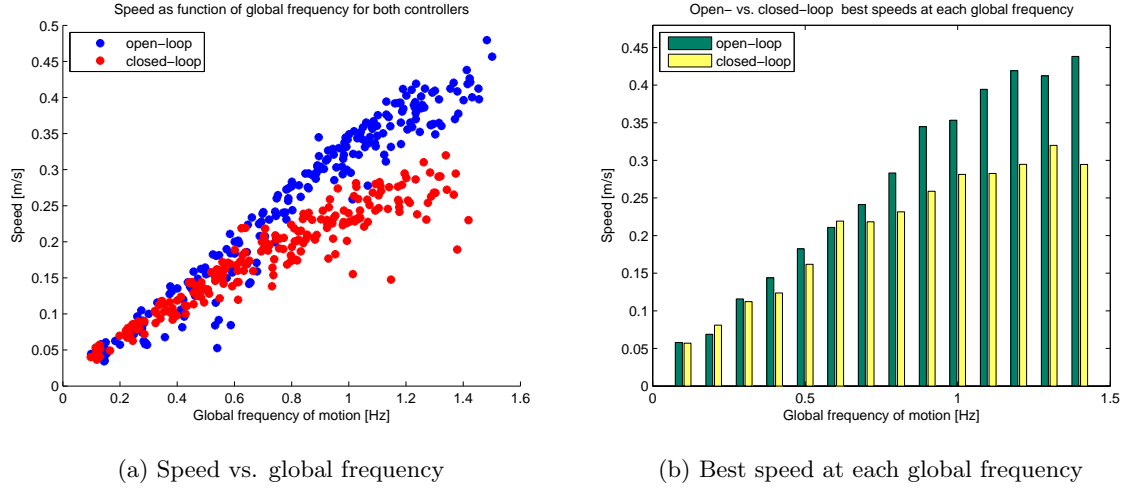 Speed as function of global frequency for both controllers
0.5
0.45
0.4
0.35
0.3
0.25
0.2
0.15
0.1
0.05
0
Speed [m/s]
open-loop
closed-loop
0 0.2 0.4 0.6 0.8 1 1.2 1.4 1.6
Global frequency of motion [Hz]
(a) Speed vs. global frequency
Open- vs. closed-loop best speeds at each global frequency
0.45
0.4
0.35
0.3
0.25
0.2
0.15
0.1
0.05
0
Speed [m/s]
open-loop
closed-loop
0 0.5 1 1.5
Global frequency of motion [Hz]
(b) Best speed at each global frequency